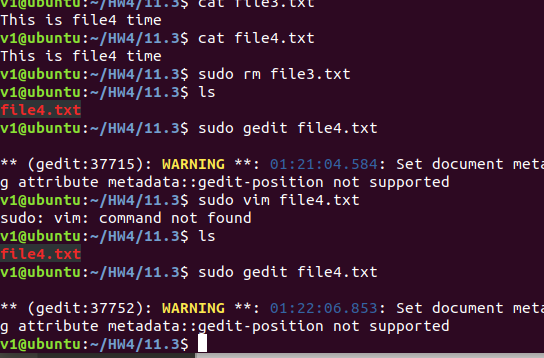 v1@ubuntu:~/HW4/11.3$ cat file3.txt
This is file4 time
v1@ubuntu:~/HW4/11.3$ cat file4.txt
This is file4 time
v1@ubuntu:~/HW4/11.3$ sudo rm file3.txt
v1@ubuntu:~/HW4/11.3$ ls
file4.txt
v1@ubuntu:~/HW4/11.3$ sudo gedit file4.txt
** (gedit:37715): WARNING **: 01:21:04.584: Set document meta
g attribute metadata::gedit-position not supported
v1@ubuntu:~/HW4/11.3$ sudo vim file4.txt
sudo: vim: command not found
v1@ubuntu:~/HW4/11.3$ ls
file4.txt
v1@ubuntu:~/HW4/11.3$ sudo gedit file4.txt
** (gedit:37752): WARNING **: 01:22:06.853: Set document meta
g attribute metadata::gedit-position not supported
v1@ubuntu:~/HW4/11.3$